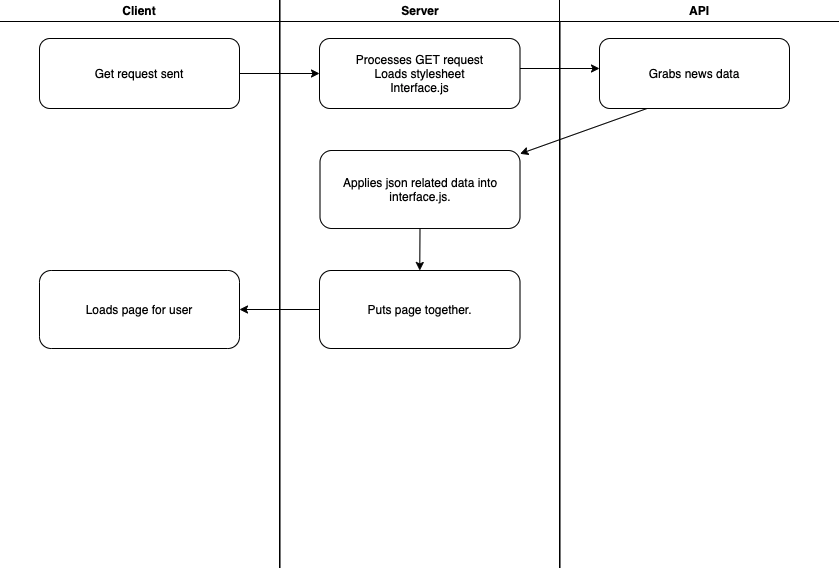 Client
Server
API
Get request sent
Processes GET request
Loads stylesheet
Interface.js
Grabs news data
Applies json related data into
interface.js.
Loads page for user
Puts page together.